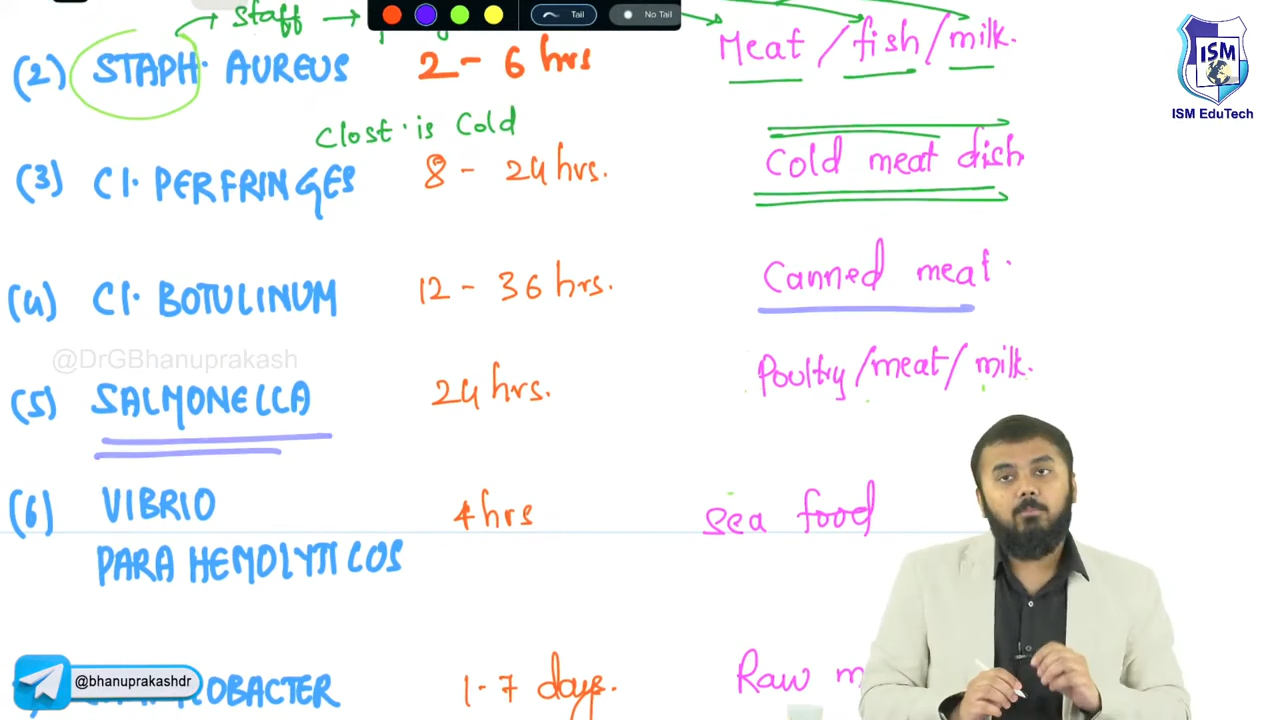 staff
Tail
No Tail
(2) STAPH. AUREUS 2 - 6 hrs Meat / fish / milk.
ISM
ISM EduTech
Clost. is Cold
(3) Cl. PERFRINGES 8 - 24 hrs. Cold meat dish
(4) Cl. BOTULINUM 12 - 36 hrs. Canned meat.
@DrGBhanuprakash
(5) SALMONELLA 24 hrs. Poultry / meat / milk.
(6) VIBRIO 4 hrs sea food
PARA HEMOLYTICOS
@bhanuprakashdr
OBACTER 1-7 days. Raw m